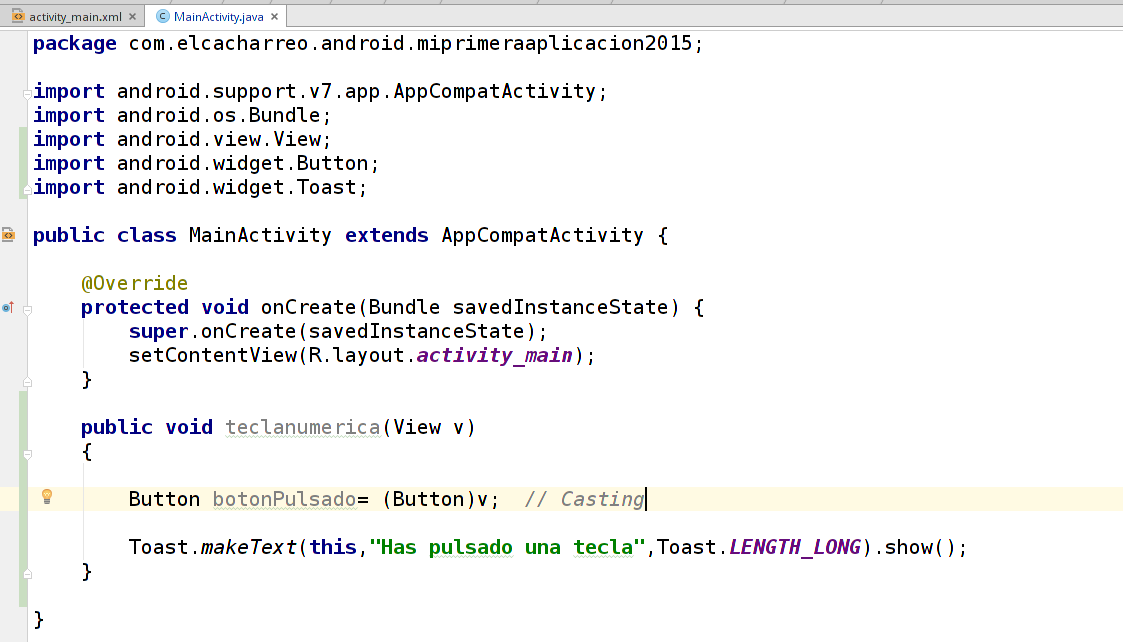 activity_main.xml MainActivity.java
package com.elcacharreo.android.miprimeraaplicacion2015;
import android.support.v7.app.AppCompatActivity;
import android.os.Bundle;
import android.view.View;
import android.widget.Button;
import android.widget.Toast;
public class MainActivity extends AppCompatActivity {
@Override
protected void onCreate(Bundle savedInstanceState) {
super.onCreate(savedInstanceState);
setContentView(R.layout.activity_main);
}
public void teclanumerica(View v)
{
Button botonPulsado= (Button)v;  // Casting
Toast.makeText(this,"Has pulsado una tecla",Toast.LENGTH_LONG).show();
}
}